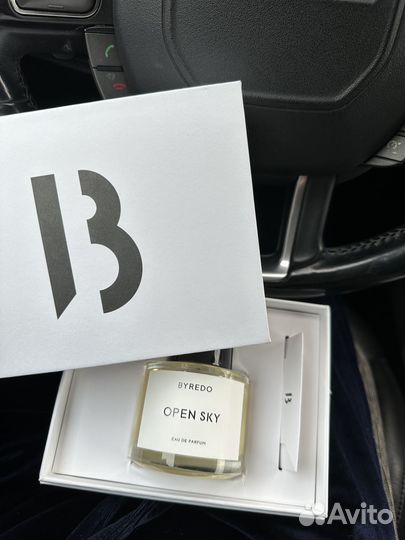 B
BYREDO
OPEN SKY
EAU DE PARFUM
B
Avito